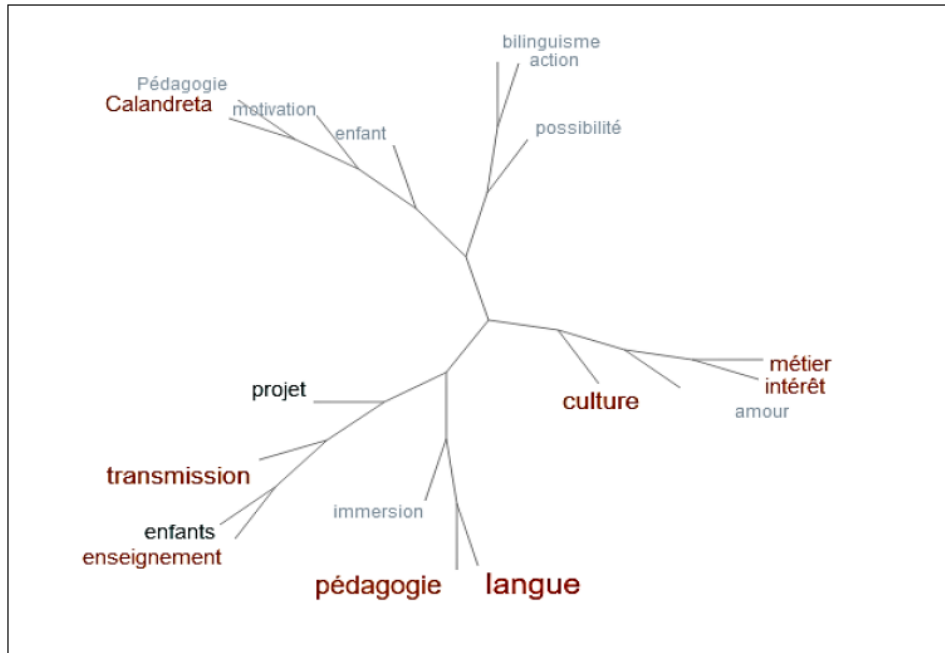 bilinguisme
action
Pédagogie
Calandreta
motivation
enfant
possibilité
métier
intérêt
culture
amour
projet
transmission
immersion
enfants
enseignement
pédagogie
langue